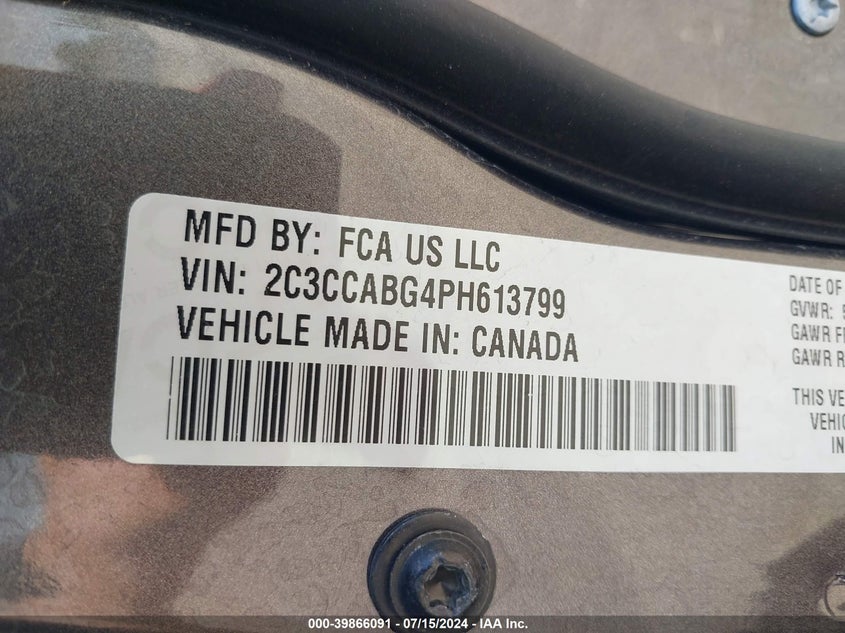 MFD BY: FCA US LLC
VIN: 2C3CCABG4PH613799
VEHICLE MADE IN: CANADA
DATE OF
GVWR:
GAWR
GAWR R
THIS VE
VEHIC
IN
000-39866091 - 07/15/2024 - IAA Inc.